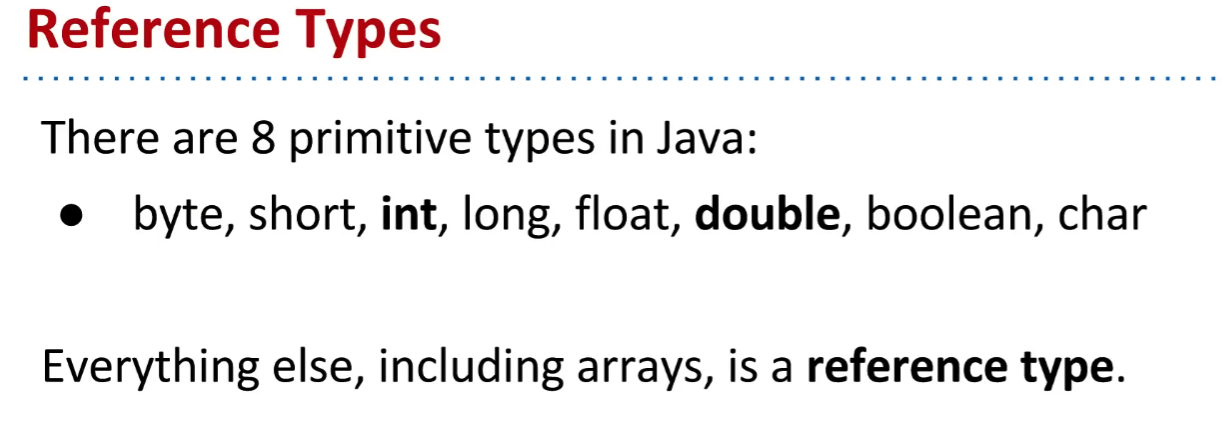 Reference Types
There are 8 primitive types in Java:
● byte, short, int, long, float, double, boolean, char
Everything else, including arrays, is a reference type.